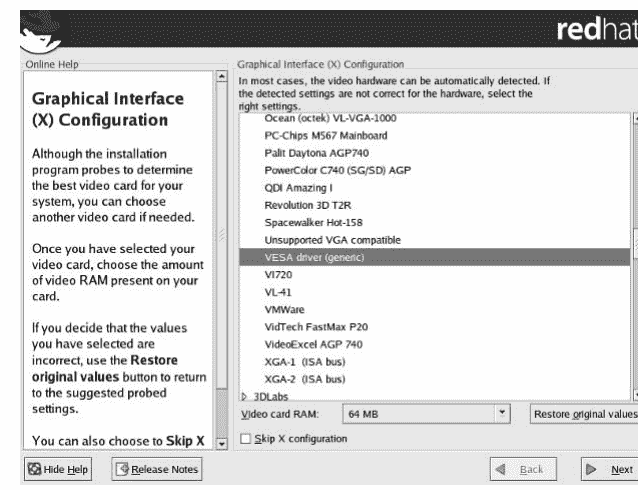 redhat
Online Help
Graphical Interface
(X) Configuration
Although the installation
program probes to determine
the best video card for your
system, you can choose
another video card if needed.
Once you have selected your
video card, choose the amount
of video RAM present on your
card.
If you decide that the values
you have selected are
incorrect, use the Restore
original values button to return
to the suggested probed
settings.
You can also choose to Skip X
Graphical Interface (X) Configuration
In most cases, the video hardware can be automatically detected. If
the detected settings are not correct for the hardware, select the
right settings.
Ocean (octek) VL-VGA-1000
PC-Chips M567 Mainboard
Palit Daytona AGP740
PowerColor C740 (SG/SD) AGP
QDI Amazing I
Revolution 3D T2R
Spacewalker Hot-158
Unsupported VGA compatible
VESA driver (generic)
VI720
VL-41
VMWare
VidTech FastMax P20
VideoExcel AGP 740
XGA-1 (ISA bus)
XGA-2 (ISA bus)
3DLabs
Video card RAM: 64 MB Restore original values
Skip X configuration
Hide Help Release Notes Back Next